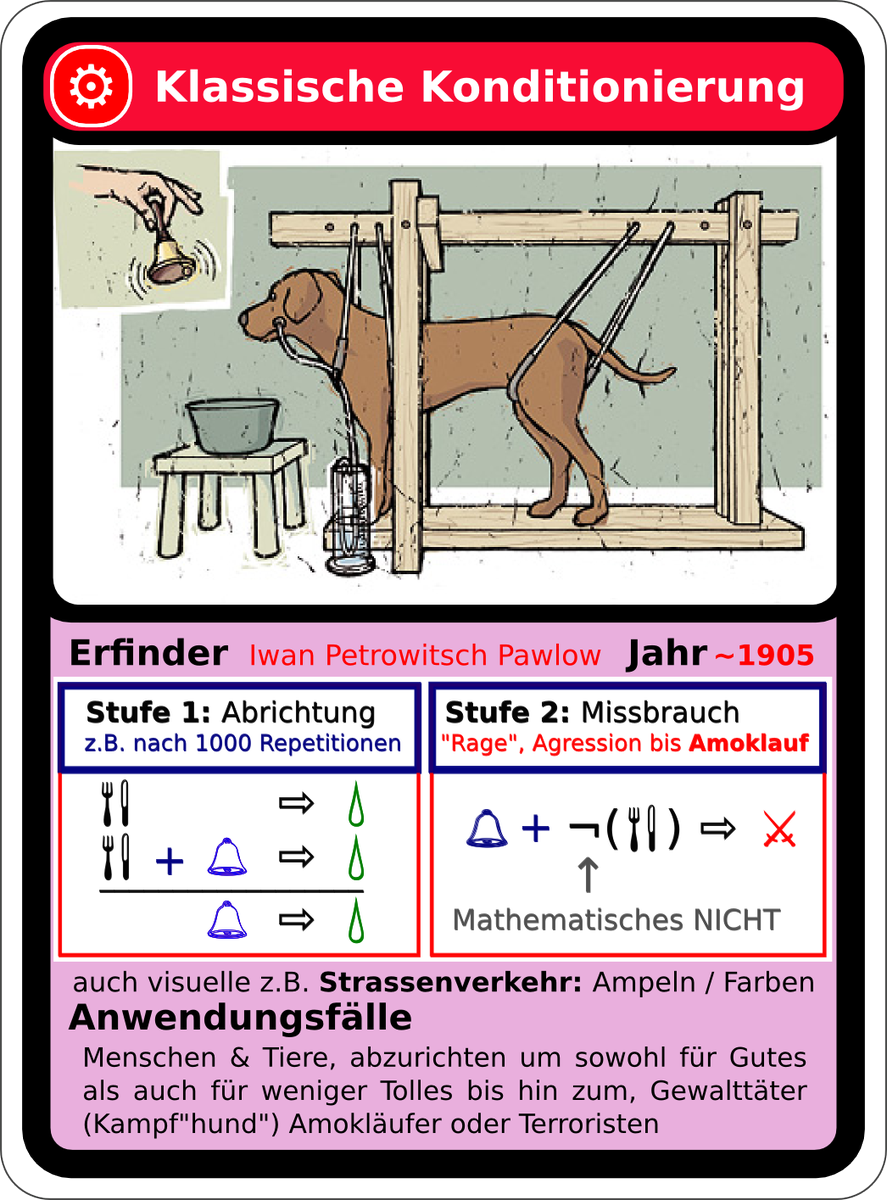 Klassische Konditionierung
Erfinder Iwan Petrowitsch Pawlow Jahr ~1905
Stufe 1: Abrichtung
z.B. nach 1000 Repetitionen
Stufe 2: Missbrauch
"Rage", Agression bis Amoklauf
+
+ ¬( )
Mathematisches NICHT
auch visuelle z.B. Strassenverkehr: Ampeln / Farben
Anwendungsfälle
Menschen & Tiere, abzurichten um sowohl für Gutes
als auch für weniger Tolles bis hin zum, Gewalttäter
(Kampf"hund") Amokläufer oder Terroristen